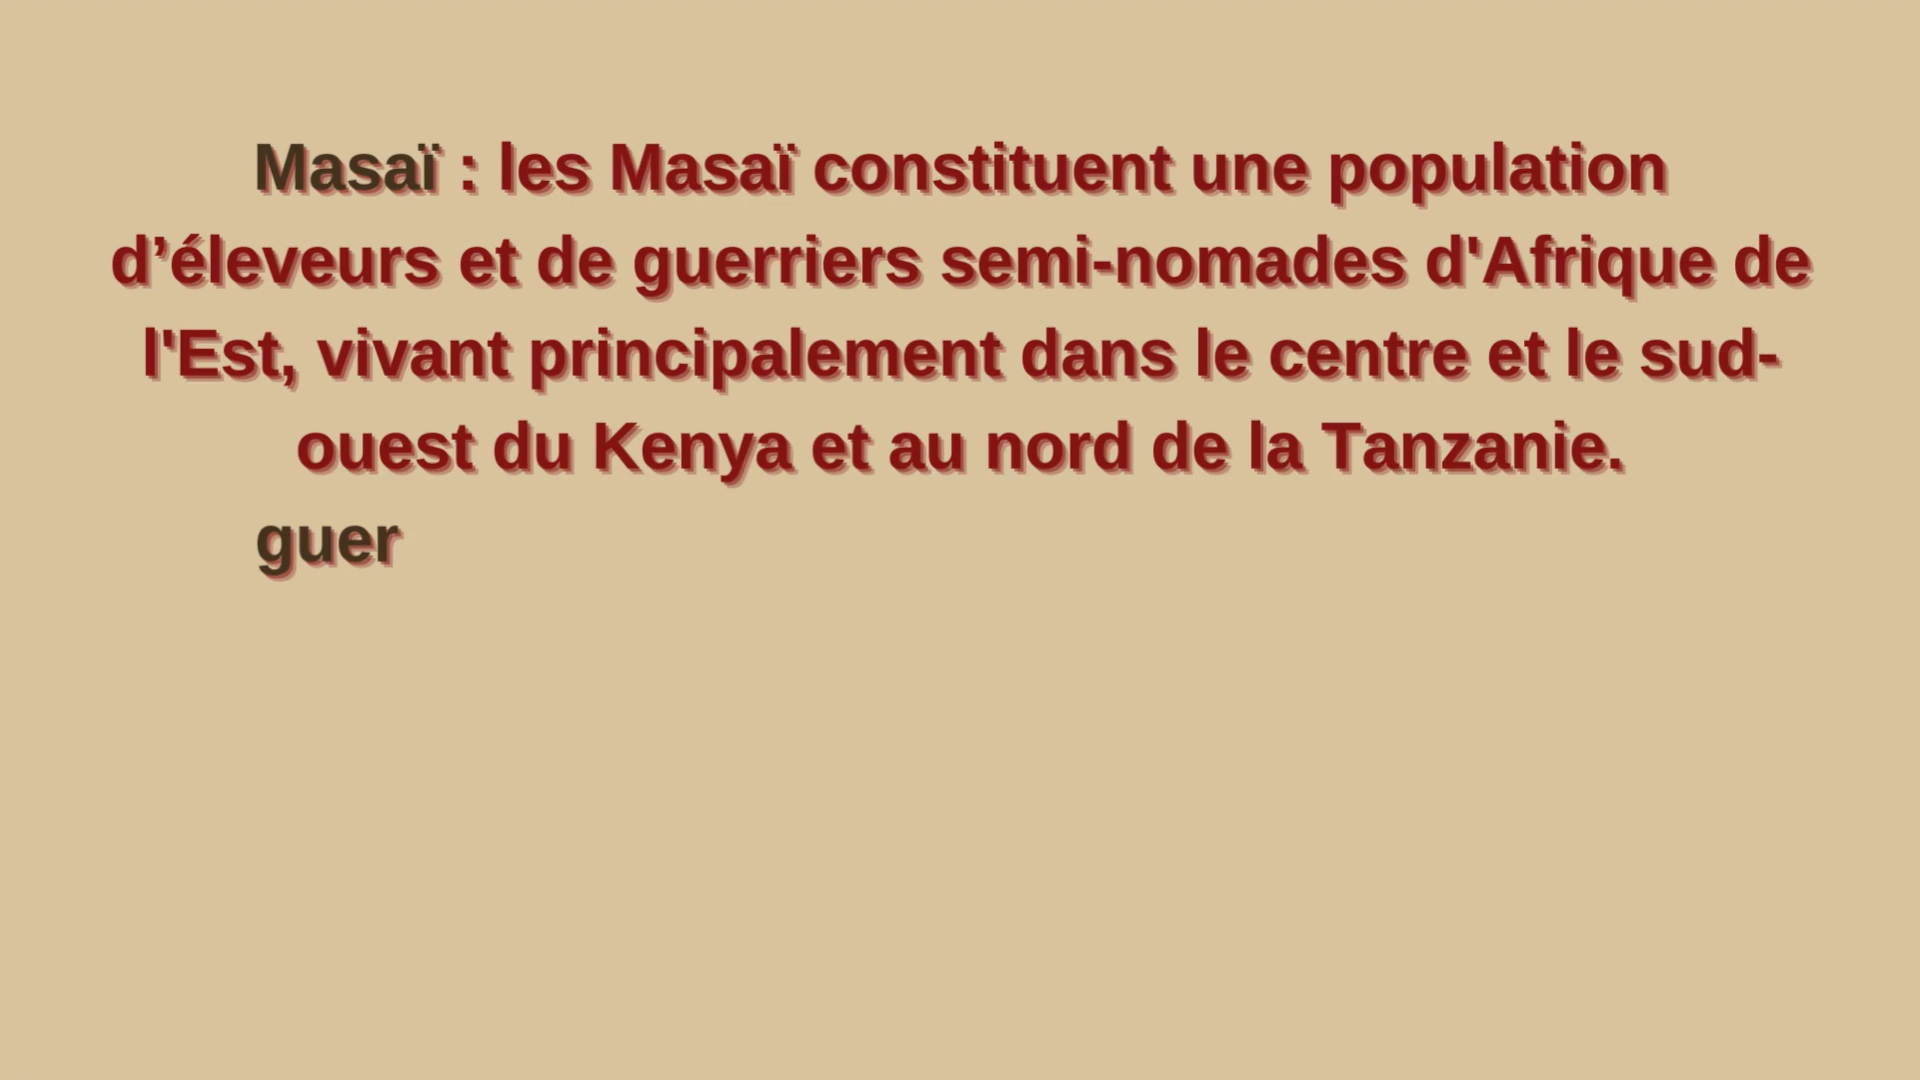 Masaï : les Masaï constituent une population
d’éleveurs et de guerriers semi-nomades d'Afrique de
l'Est, vivant principalement dans le centre et le sud-
ouest du Kenya et au nord de la Tanzanie.
guer